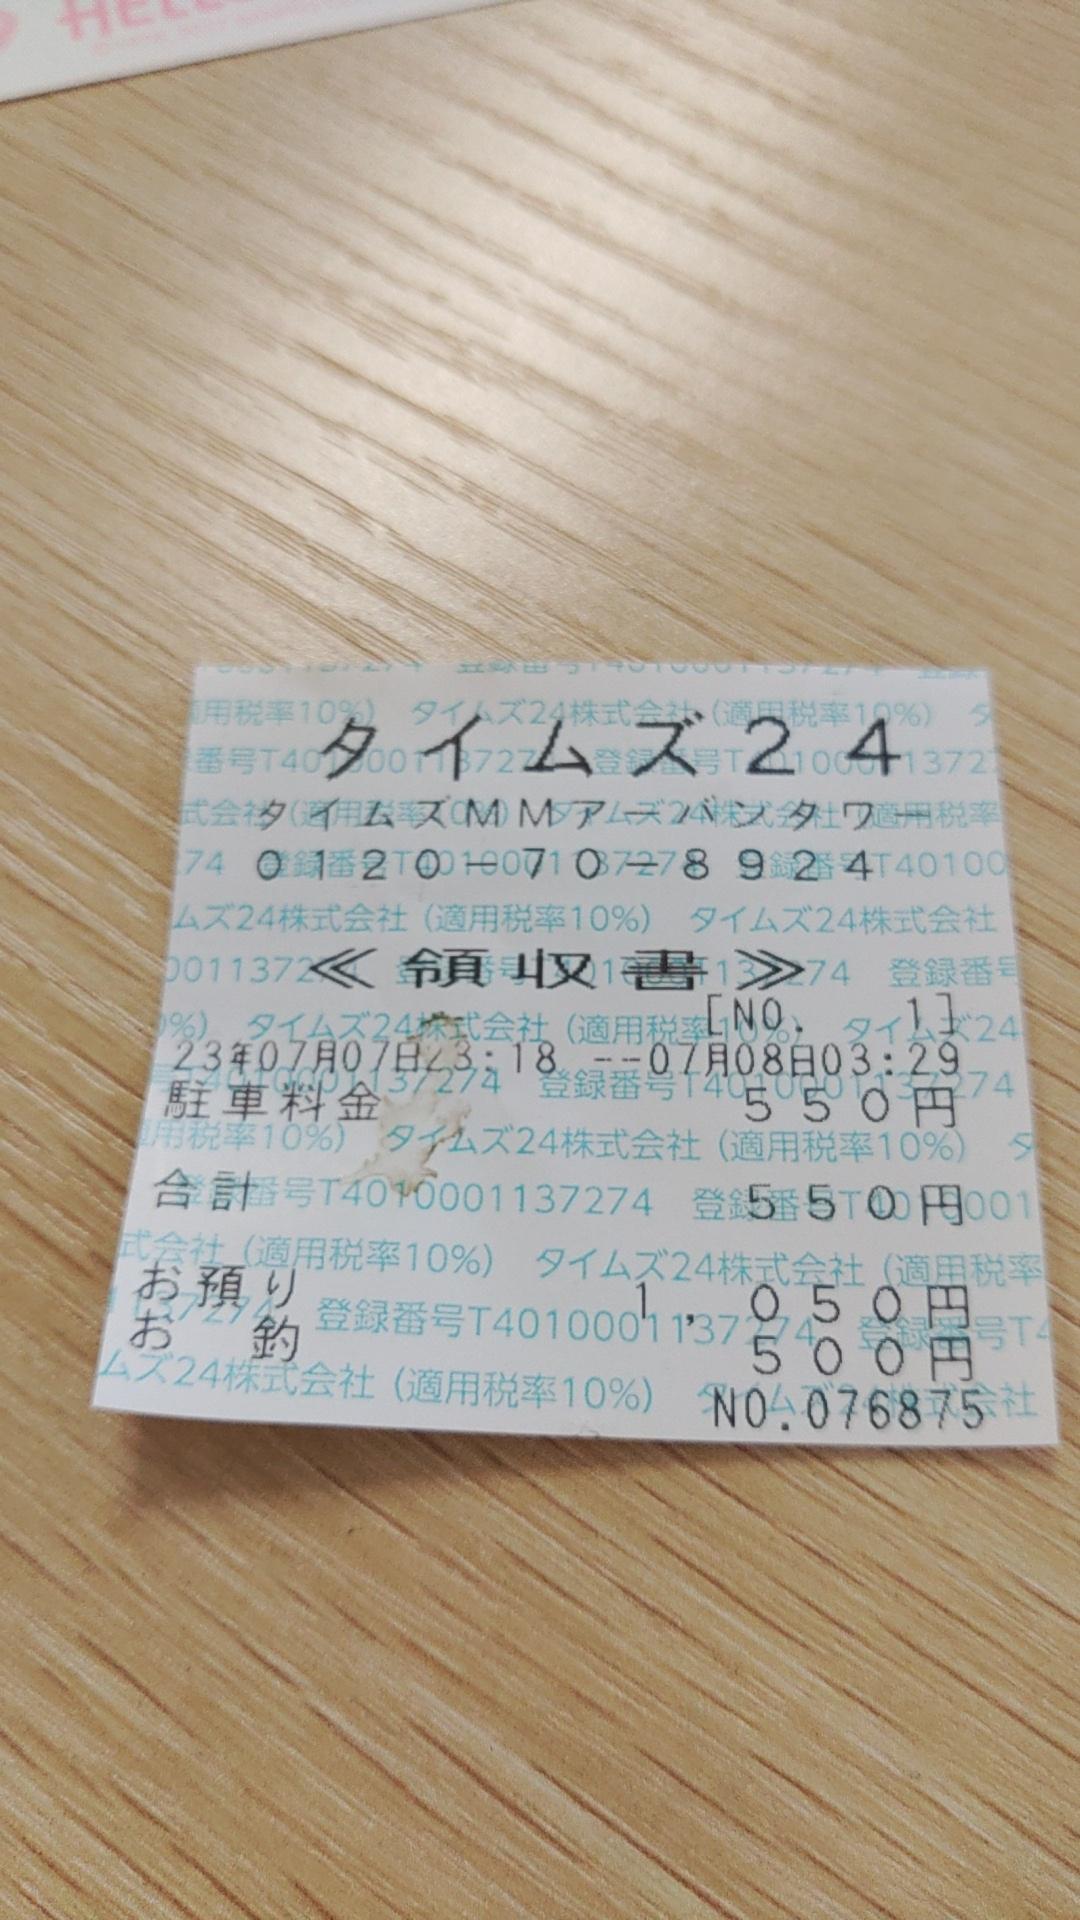 HELL
タイムズ24
タイムズMMアーバンタワー
0120-70-8924
≪領収書≫
[NO. 1]
23年07月07日23:18 --07月08日03:29
駐車料金 550円
合計 550円
お預り 1,050円
お釣 500円
NO.076875
タイムズ24株式会社(適用税率10%)
登録番号T4010001137274